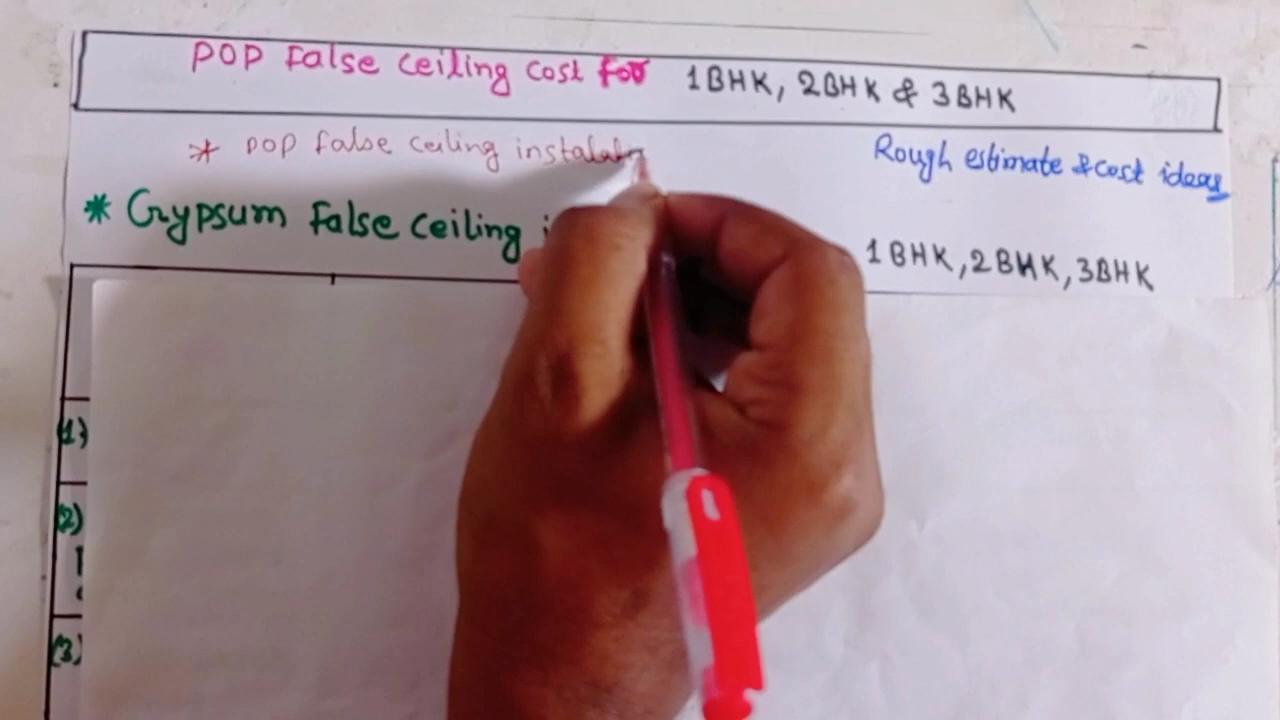 POP False ceiling cost for 1BHK, 2BHK & 3BHK
* POP false ceiling
Rough estimate & cost ideas
* Gypsum False ceiling
1BHK, 2BHK, 3BHK
(1)
(2)
(3)